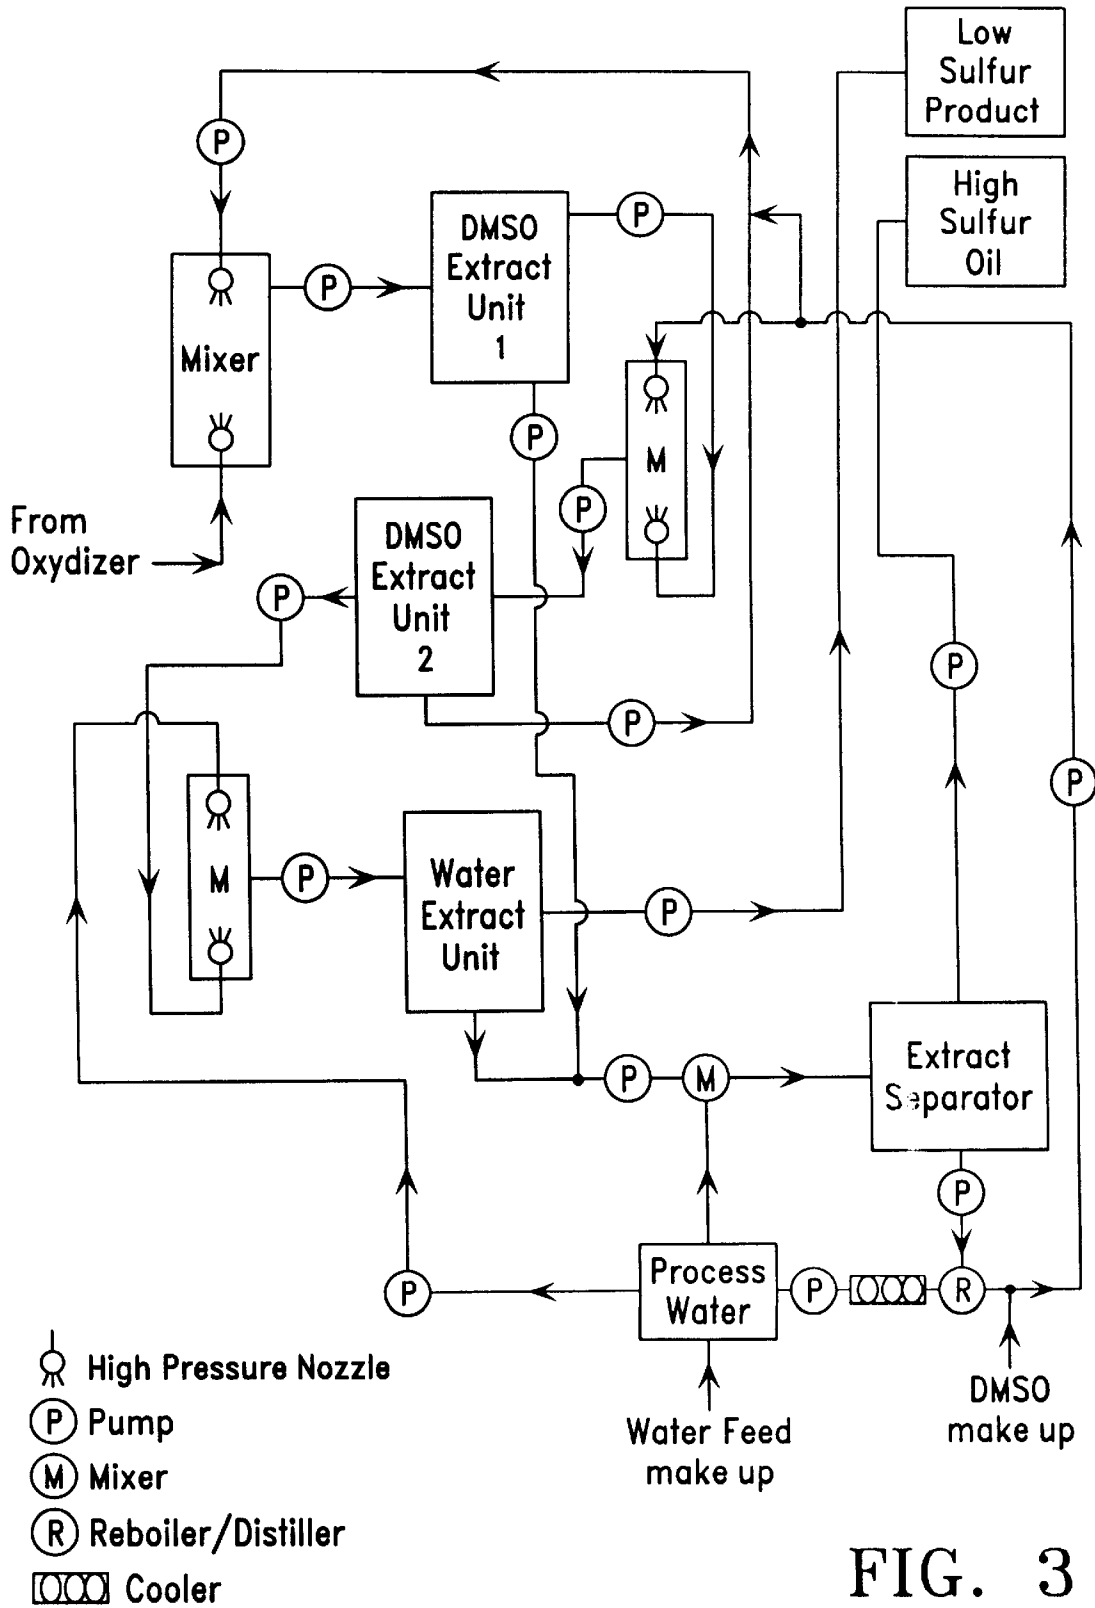 Low
Sulfur
Product
P
High
Sulfur
Oil
DMSO
Extract
Unit
1
P
P
Mixer
P
M
P
From
Oxydizer
DMSO
Extract
Unit
2
P
P
P
P
M
P
Water
Extract
Unit
P
P
M
Extract
Separator
P
Process
Water
P
P
R
DMSO
make up
Water Feed
make up
High Pressure Nozzle
P Pump
M Mixer
R Reboiler/Distiller
Cooler
FIG. 3